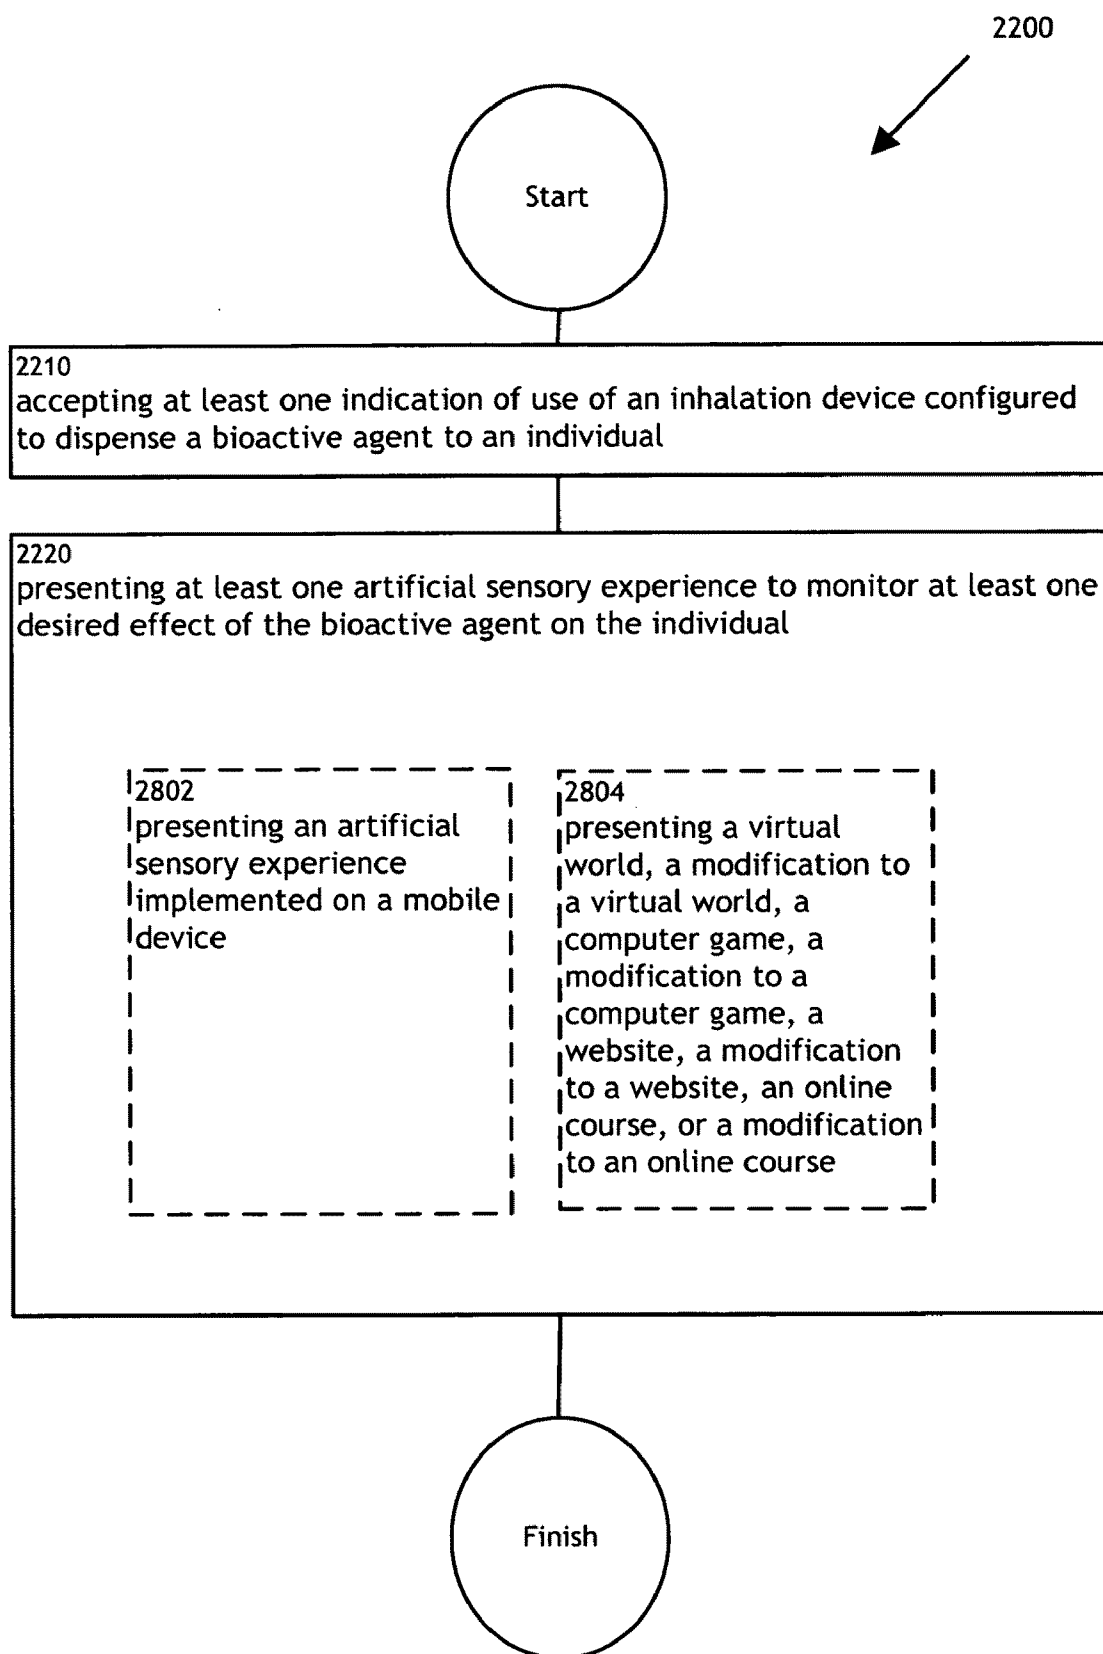 2200
Start
2210
accepting at least one indication of use of an inhalation device configured
to dispense a bioactive agent to an individual
2220
presenting at least one artificial sensory experience to monitor at least one
desired effect of the bioactive agent on the individual
2802
presenting an artificial
sensory experience
implemented on a mobile
device
2804
presenting a virtual
world, a modification to
a virtual world, a
computer game, a
modification to a
computer game, a
website, a modification
to a website, an online
course, or a modification
to an online course
Finish